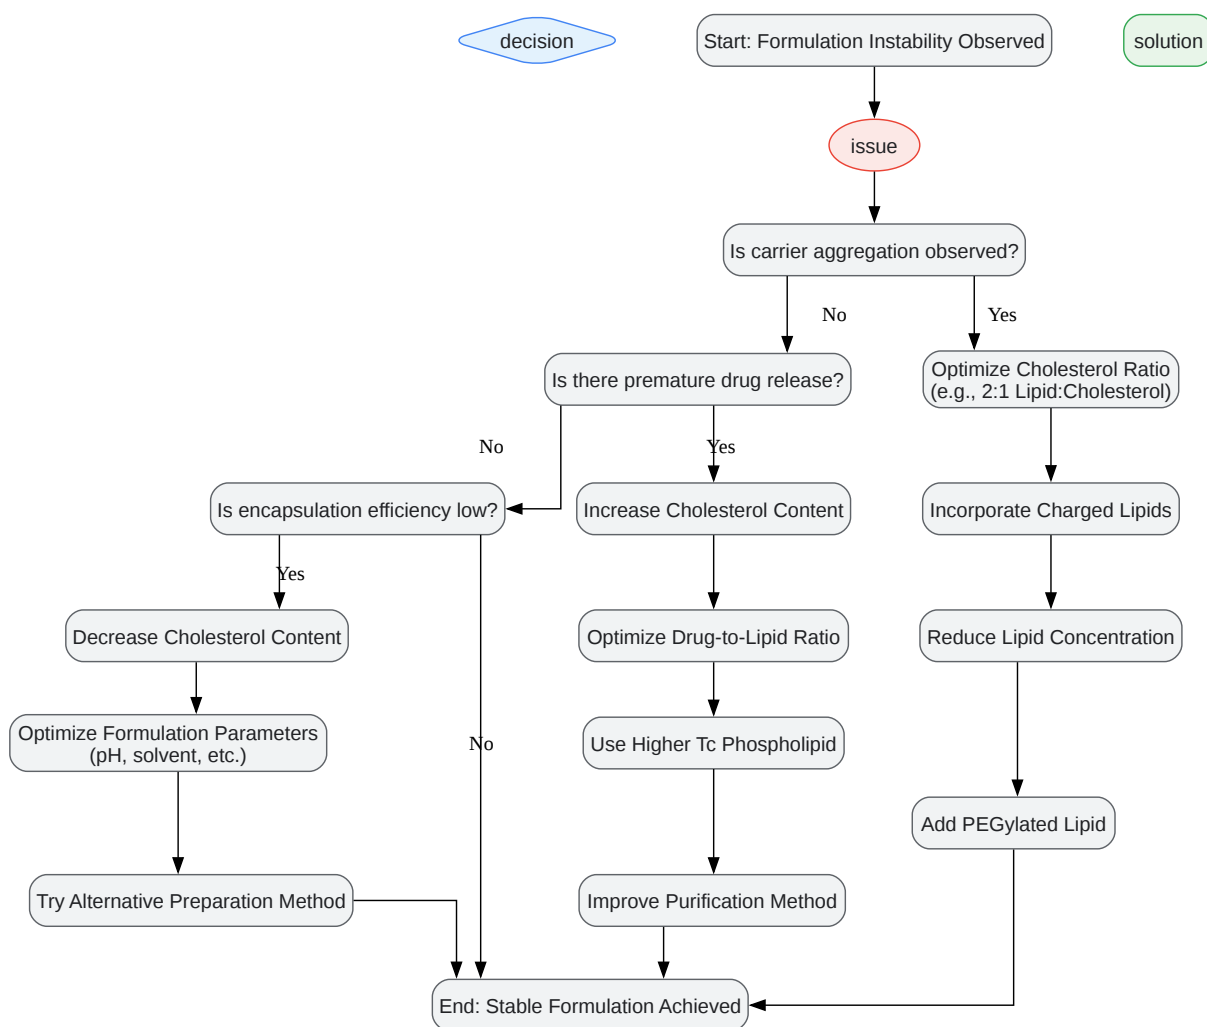 decision
Start: Formulation Instability Observed
solution
issue
Is carrier aggregation observed?
No
Yes
Is there premature drug release?
Optimize Cholesterol Ratio
(e.g., 2:1 Lipid:Cholesterol)
No
Yes
Is encapsulation efficiency low?
Increase Cholesterol Content
Incorporate Charged Lipids
Yes
Decrease Cholesterol Content
Optimize Drug-to-Lipid Ratio
Reduce Lipid Concentration
Optimize Formulation Parameters
(pH, solvent, etc.)
No
Use Higher Tc Phospholipid
Add PEGylated Lipid
Try Alternative Preparation Method
Improve Purification Method
End: Stable Formulation Achieved